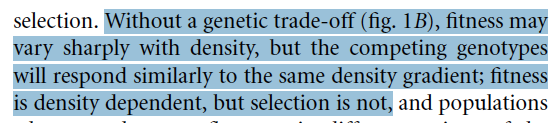 selection. Without a genetic trade-off (fig. 1B), fitness may
vary sharply with density, but the competing genotypes
will respond similarly to the same density gradient; fitness
is density dependent, but selection is not, and populations